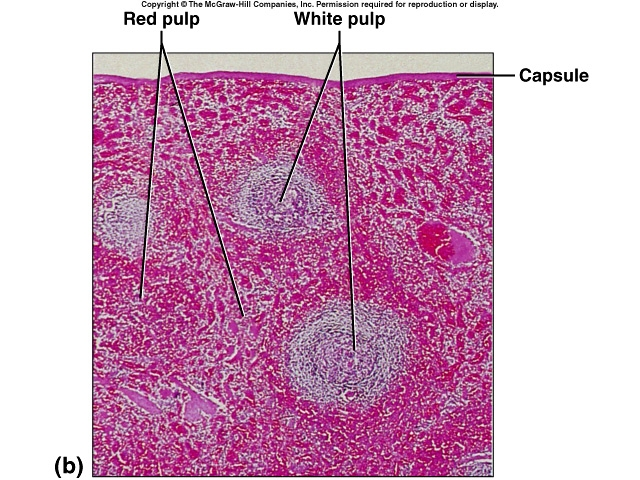 Copyright © The McGraw-Hill Companies, Inc. Permission required for reproduction or display.
Red pulp
White pulp
Capsule
(b)